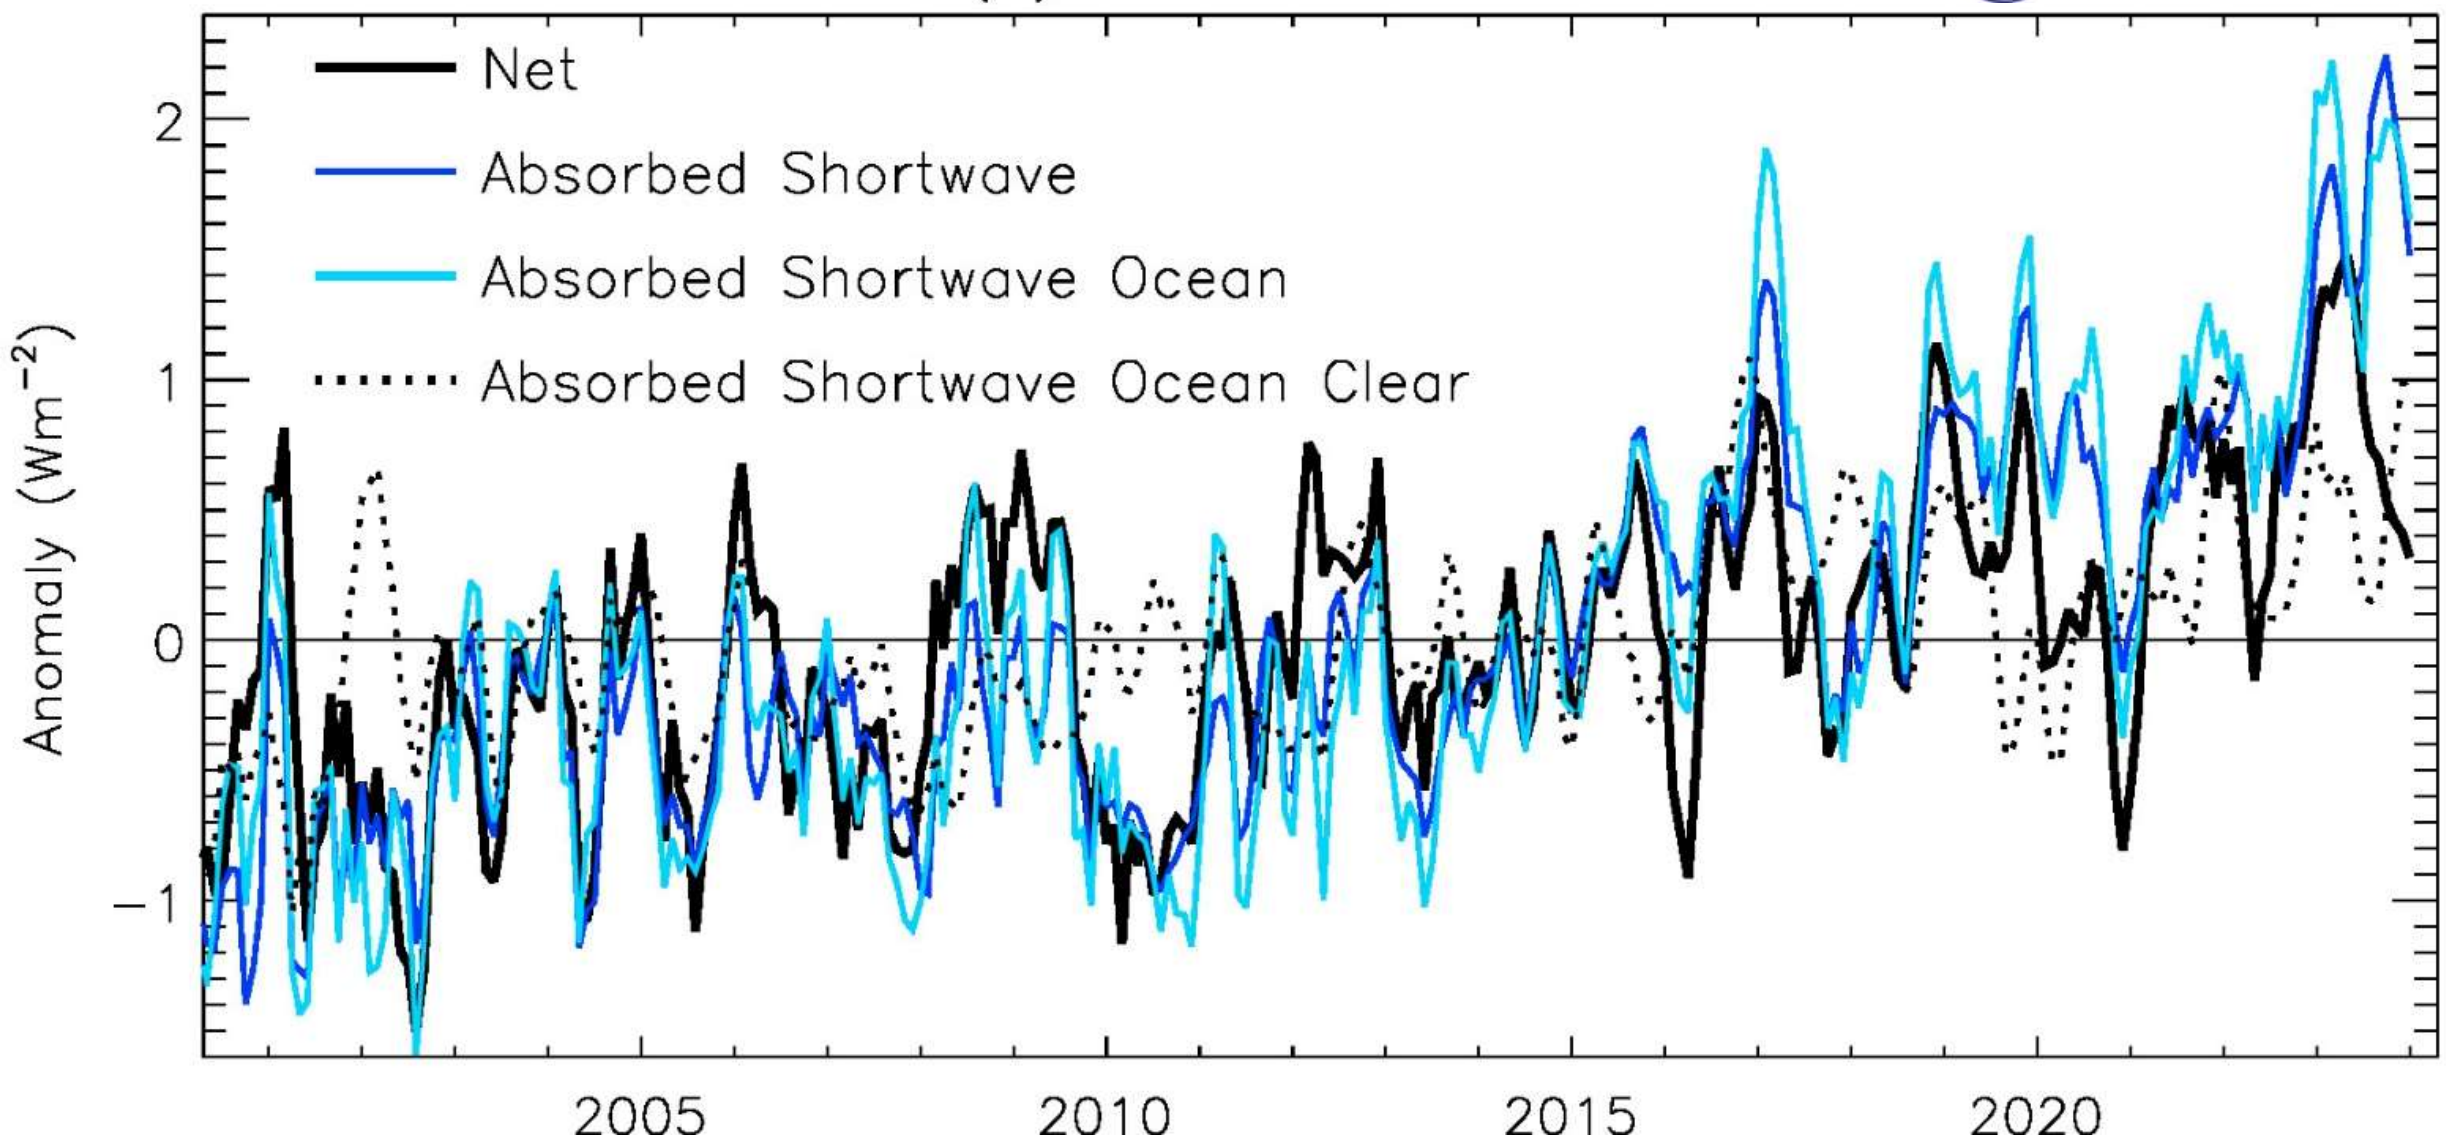 Net
Absorbed Shortwave
Absorbed Shortwave Ocean
Absorbed Shortwave Ocean Clear
Anomaly (Wm⁻²)
2
1
0
−1
2005 2010 2015 2020